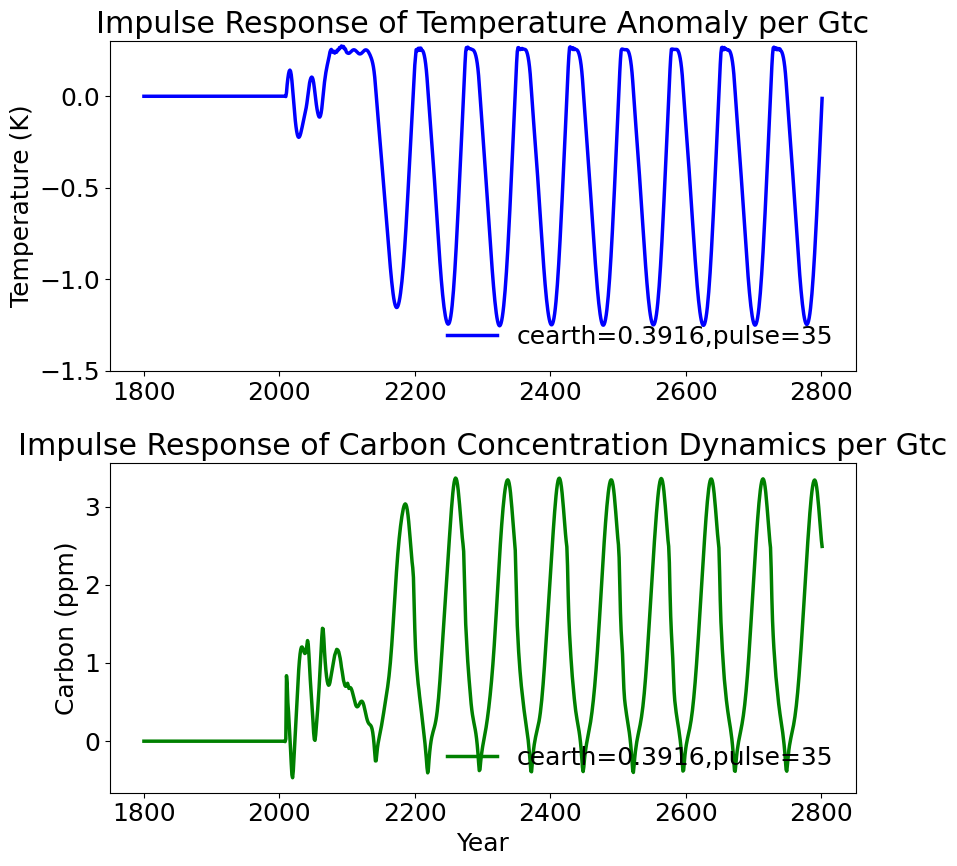 Impulse Response of Temperature Anomaly per Gtc
Temperature (K)
0.0
−0.5
−1.0
−1.5
cearth=0.3916,pulse=35
1800
2000
2200
2400
2600
2800
Impulse Response of Carbon Concentration Dynamics per Gtc
Carbon (ppm)
3
2
1
0
cearth=0.3916,pulse=35
1800
2000
2200
2400
2600
2800
Year